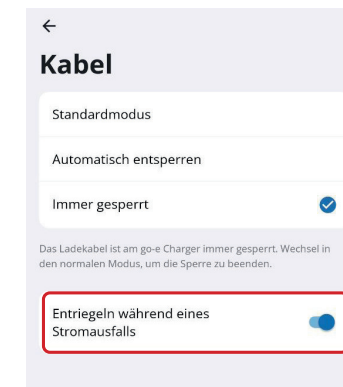 Kabel
Standardmodus
Automatisch entsperren
Immer gesperrt
Das Ladekabel ist am go-e Charger immer gesperrt. Wechsel in
den normalen Modus, um die Sperre zu beenden.
Entriegeln während eines
Stromausfalls